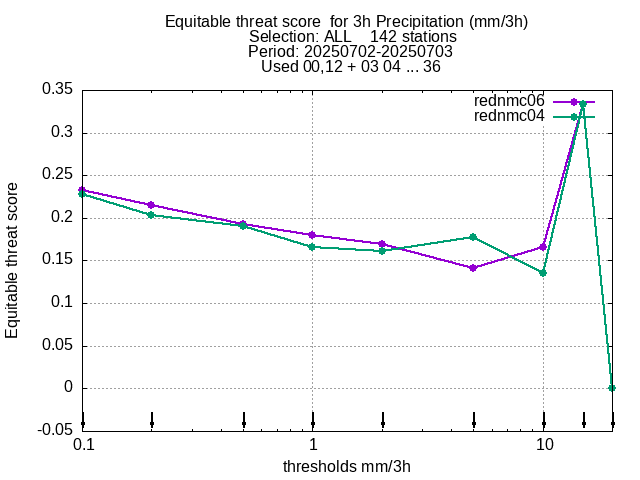 Equitable threat score  for 3h Precipitation (mm/3h)
Selection: ALL    142 stations
Period: 20250702-20250703
Used 00,12 + 03 04 ... 36
rednmc06
rednmc04
0.35
0.3
0.25
0.2
0.15
0.1
0.05
0
-0.05
Equitable threat score
0.1 1 10
thresholds mm/3h